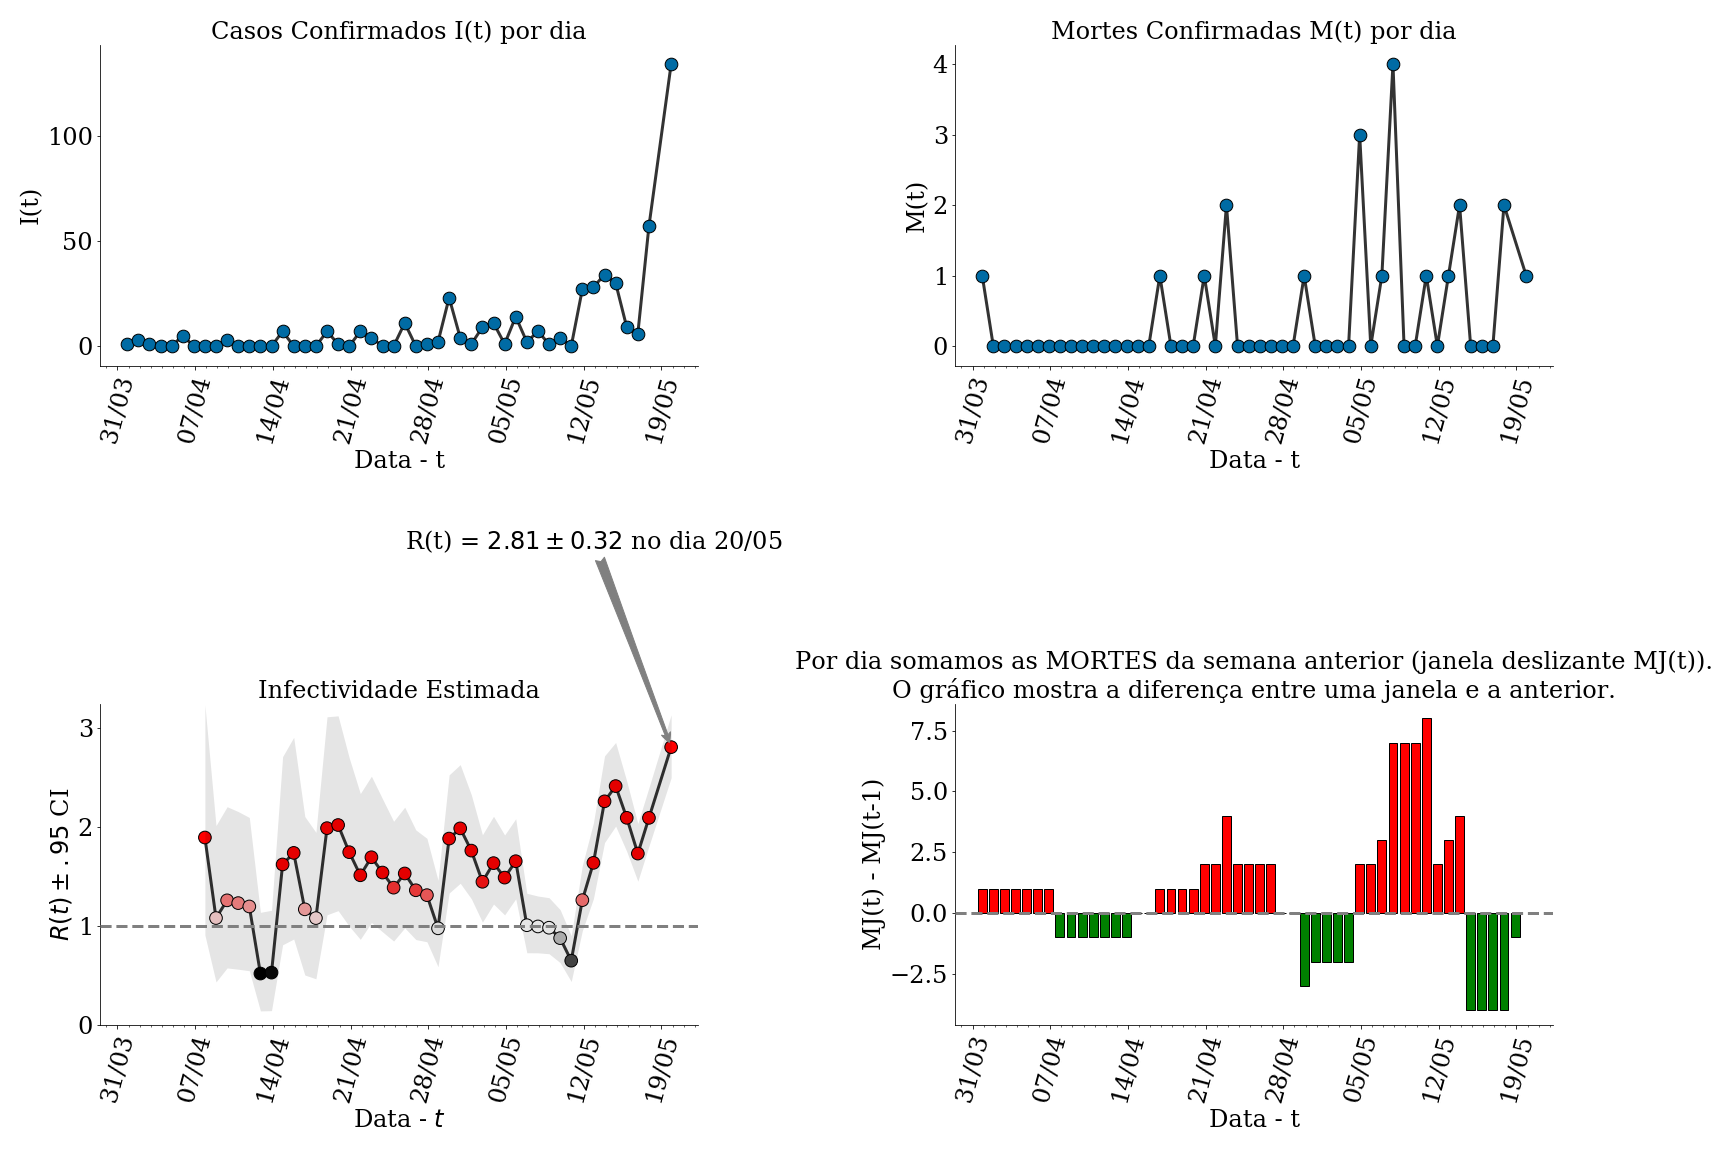 Casos Confirmados I(t) por dia
I(t)
100
50
0
31/03 07/04 14/04 21/04 28/04 05/05 12/05 19/05
Data - t
Mortes Confirmadas M(t) por dia
M(t)
4
3
2
1
0
31/03 07/04 14/04 21/04 28/04 05/05 12/05 19/05
Data - t
R(t) = 2.81 ± 0.32 no dia 20/05
Infectividade Estimada
R(t) ± .95 CI
3
2
1
0
31/03 07/04 14/04 21/04 28/04 05/05 12/05 19/05
Data - t
Por dia somamos as MORTES da semana anterior (janela deslizante MJ(t)).
O gráfico mostra a diferença entre uma janela e a anterior.
MJ(t) - MJ(t-1)
7.5
5.0
2.5
0.0
−2.5
31/03 07/04 14/04 21/04 28/04 05/05 12/05 19/05
Data - t